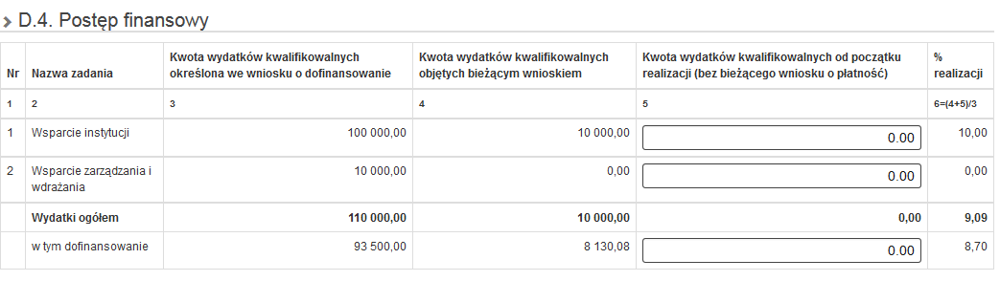 D.4. Postęp finansowy
Nr Nazwa zadania Kwota wydatków kwalifikowalnych określona we wniosku o dofinansowanie Kwota wydatków kwalifikowalnych objętych bieżącym wnioskiem Kwota wydatków kwalifikowalnych od początku realizacji (bez bieżącego wniosku o płatność) % realizacji
1 2 3 4 5 6=(4+5)/3
1 Wsparcie instytucji 100 000,00 10 000,00 0.00 10,00
2 Wsparcie zarządzania i wdrażania 10 000,00 0,00 0.00 0,00
Wydatki ogółem 110 000,00 10 000,00 0,00 9,09
w tym dofinansowanie 93 500,00 8 130,08 0.00 8,70